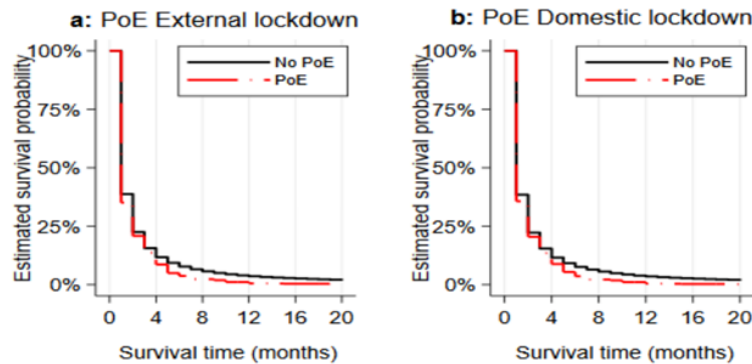 a: PoE External lockdown
Estimated survival probability
100%
75%
50%
25%
0%
No PoE
PoE
0 4 8 12 16 20
Survival time (months)
b: PoE Domestic lockdown
Estimated survival probability
100%
75%
50%
25%
0%
No PoE
PoE
0 4 8 12 16 20
Survival time (months)